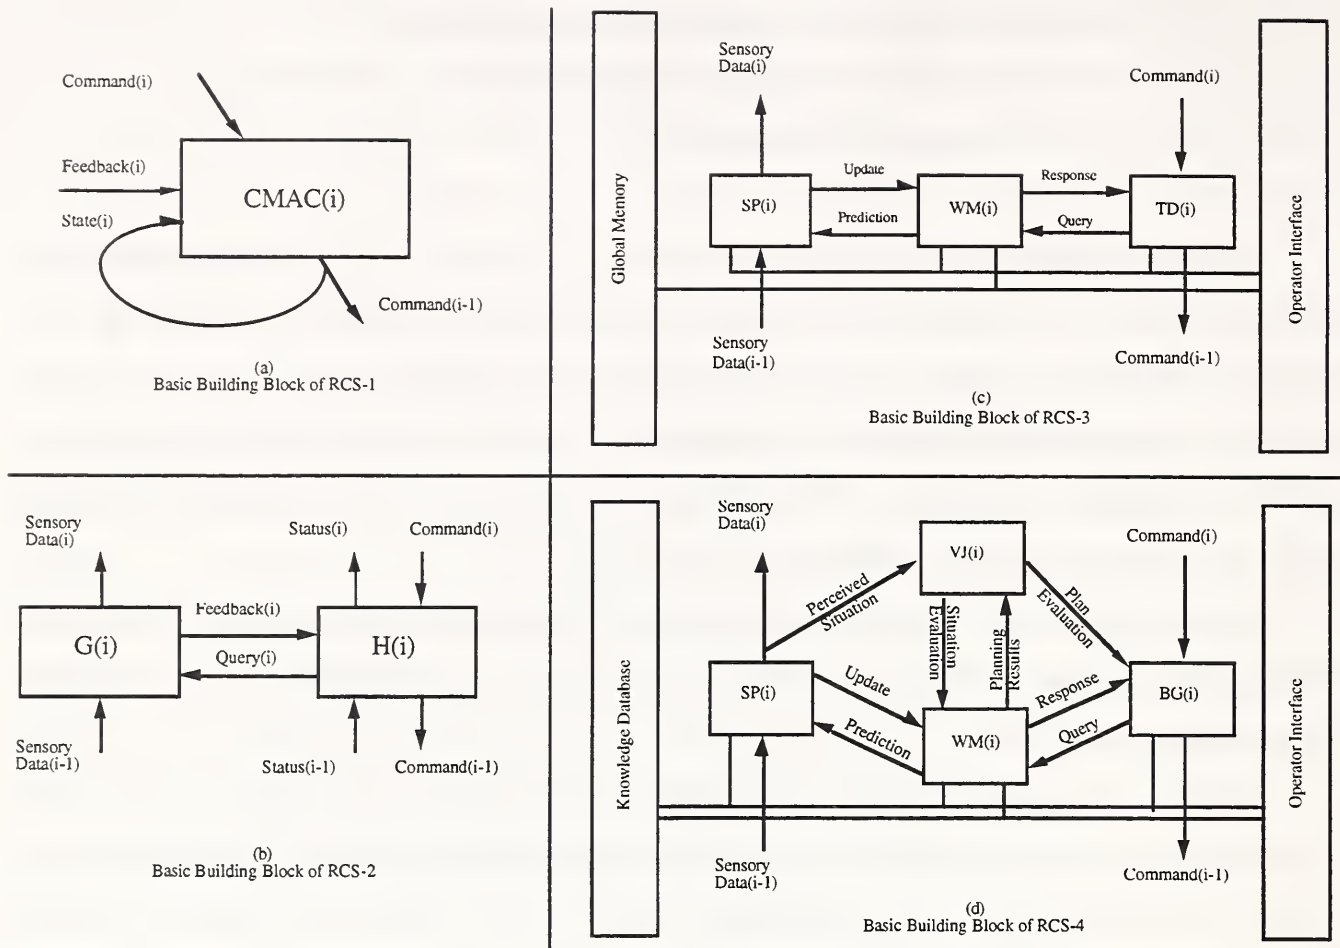 Command(i)
Feedback(i)
CMAC(i)
State(i)
Command(i-1)
(a)
Basic Building Block of RCS-1
Sensory
Data(i)
Command(i)
Global Memory
Update
Response
SP(i)
WM(i)
TD(i)
Prediction
Query
Operator Interface
Sensory
Data(i-1)
Command(i-1)
(c)
Basic Building Block of RCS-3
Sensory
Data(i)
Status(i)
Command(i)
Feedback(i)
G(i)
H(i)
Query(i)
Sensory
Data(i-1)
Status(i-1)
Command(i-1)
(b)
Basic Building Block of RCS-2
Sensory
Data(i)
VJ(i)
Command(i)
Perceived
Situation
Plan
Evaluation
Situation
Evaluation
Planning
Results
Knowledge Database
SP(i)
Update
Response
BG(i)
Prediction
WM(i)
Query
Operator Interface
Sensory
Data(i-1)
Command(i-1)
(d)
Basic Building Block of RCS-4